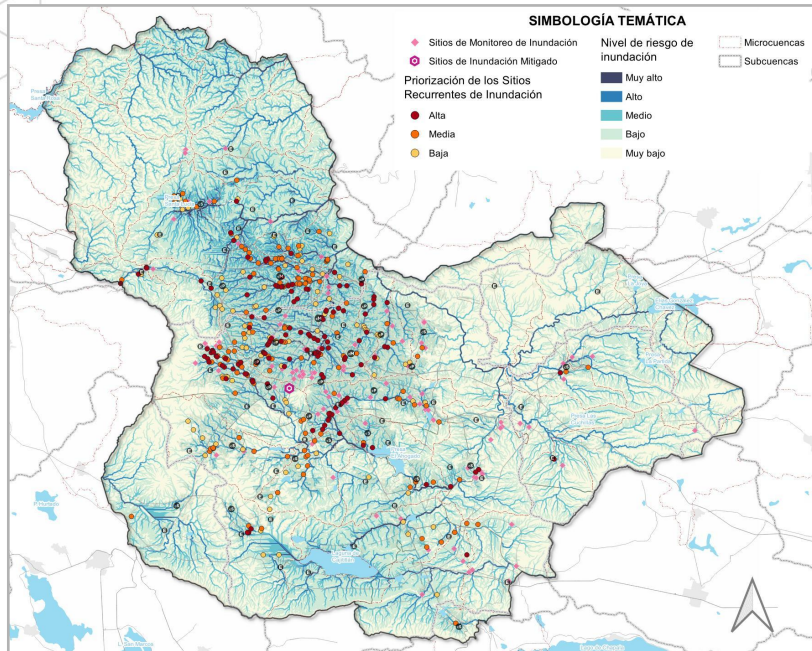 SIMBOLOGÍA TEMÁTICA
Sitios de Monitoreo de Inundación
Sitios de Inundación Mitigado
Priorización de los Sitios
Recurrentes de Inundación
Alta
Media
Baja
Nivel de riesgo de
inundación
Muy alto
Alto
Medio
Bajo
Muy bajo
Microcuencas
Subcuencas